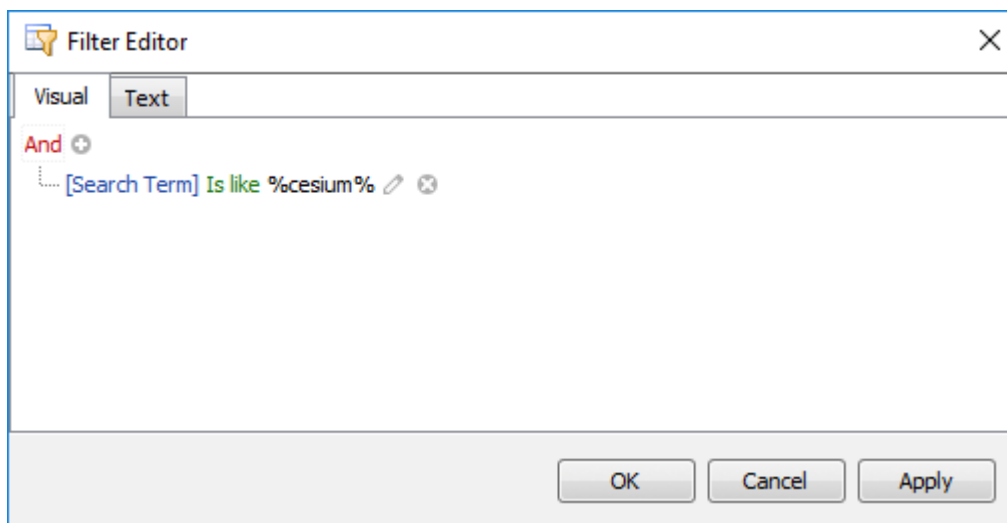 Filter Editor
Visual Text
And
[Search Term] Is like %cesium%
OK Cancel Apply